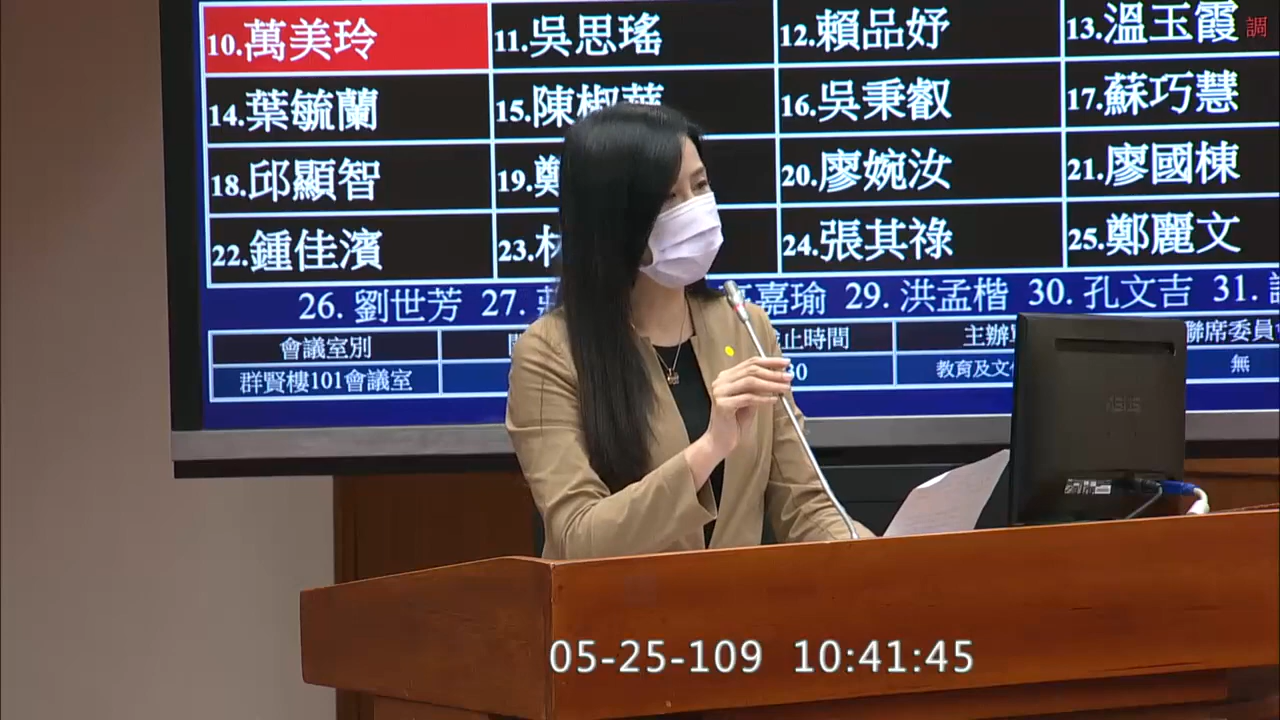 10.萬美玲 11.吳思瑤 12.賴品妤 13.溫玉霞 調
14.葉毓蘭 15.陳椒華 16.吳秉叡 17.蘇巧慧
18.邱顯智 19.鄭 20.廖婉汝 21.廖國棟
22.鍾佳濱 23. 24.張其祿 25.鄭麗文
26. 劉世芳 27. 嘉瑜 29. 洪孟楷 30. 孔文吉 31.
會議室別 止時間 主辦 聯席委員
群賢樓101會議室 30 教育及文 無
ASUS
05-25-109 10:41:45